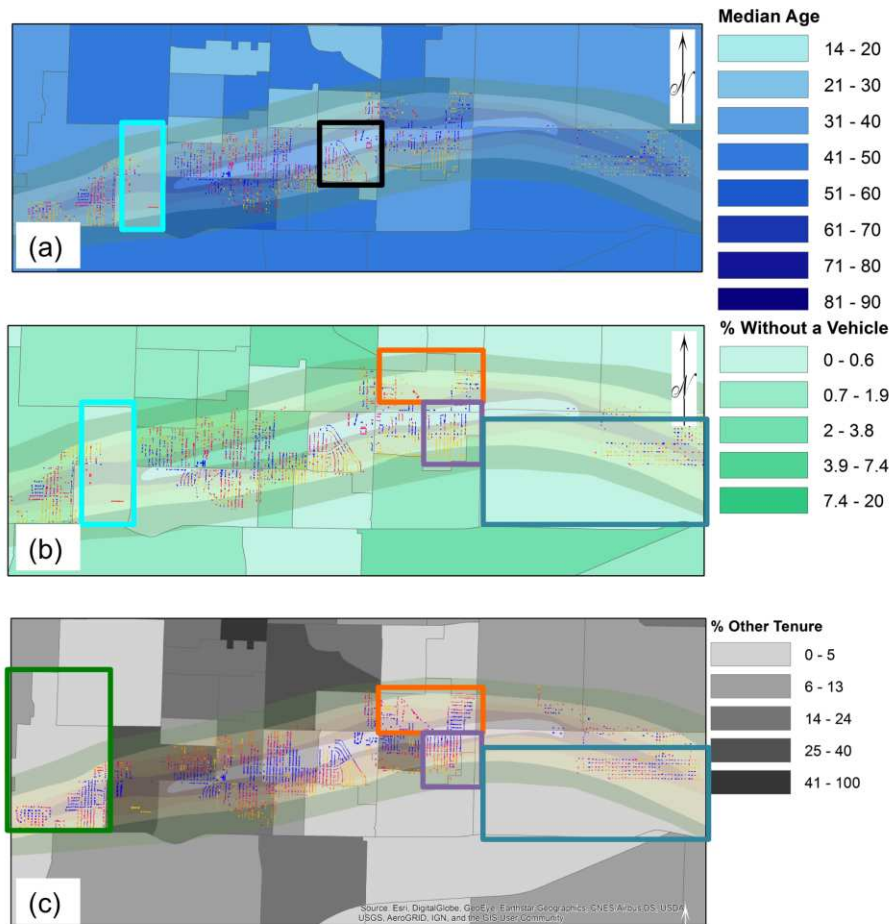 Median Age
14 - 20
21 - 30
31 - 40
41 - 50
51 - 60
61 - 70
71 - 80
81 - 90
N
(a)
% Without a Vehicle
0 - 0.6
0.7 - 1.9
2 - 3.8
3.9 - 7.4
7.4 - 20
N
(b)
% Other Tenure
0 - 5
6 - 13
14 - 24
25 - 40
41 - 100
(c)
Source: Esri, DigitalGlobe, GeoEye, Earthstar Geographics, CNES/Airbus DS, USDA,
USGS, AeroGRID, IGN, and the GIS User Community